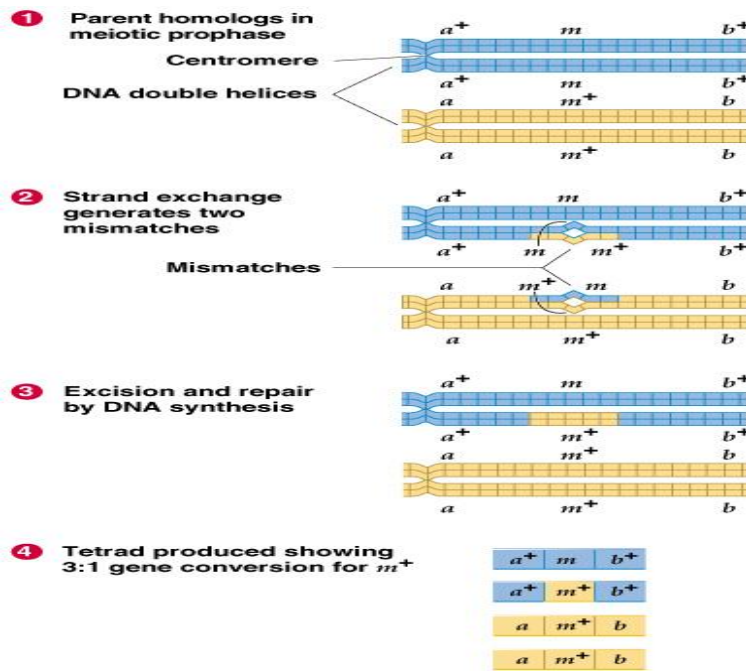 1 Parent homologs in
meiotic prophase
Centromere
DNA double helices
a+ m b+
a+ m b+
a m+ b
a m+ b
2 Strand exchange
generates two
mismatches
Mismatches
a+ m b+
a+ m m+ b+
a m+ m b
a m+ b
3 Excision and repair
by DNA synthesis
a+ m b+
a+ m+ b+
a m+ b
a m+ b
4 Tetrad produced showing
3:1 gene conversion for m+
a+ m b+
a+ m+ b+
a m+ b
a m+ b